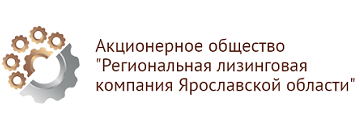 Акционерное общество
"Региональная лизинговая
компания Ярославской области"